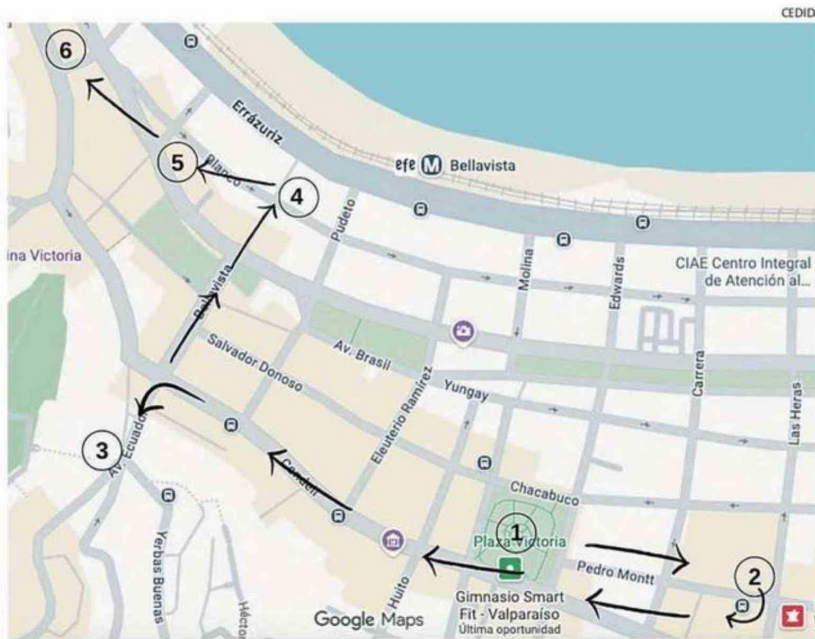 CEDID
6
Errázuriz
5
Blanco
efe M Bellavista
4
Pudeto
ina Victoria
Bellavista
Molina
Edwards
CIAE Centro Integral
de Atención al...
Salvador Donoso
Av. Brasil
Yungay
Carrera
Las Heras
Eleuterio Ramírez
3
Av. Ecuador
Condell
Chacabuco
1
Plaza Victoria
Pedro Montt
2
Yerbas Buenas
Huito
Héctor
Google Maps
Gimnasio Smart
Fit - Valparaíso
Última oportunidad